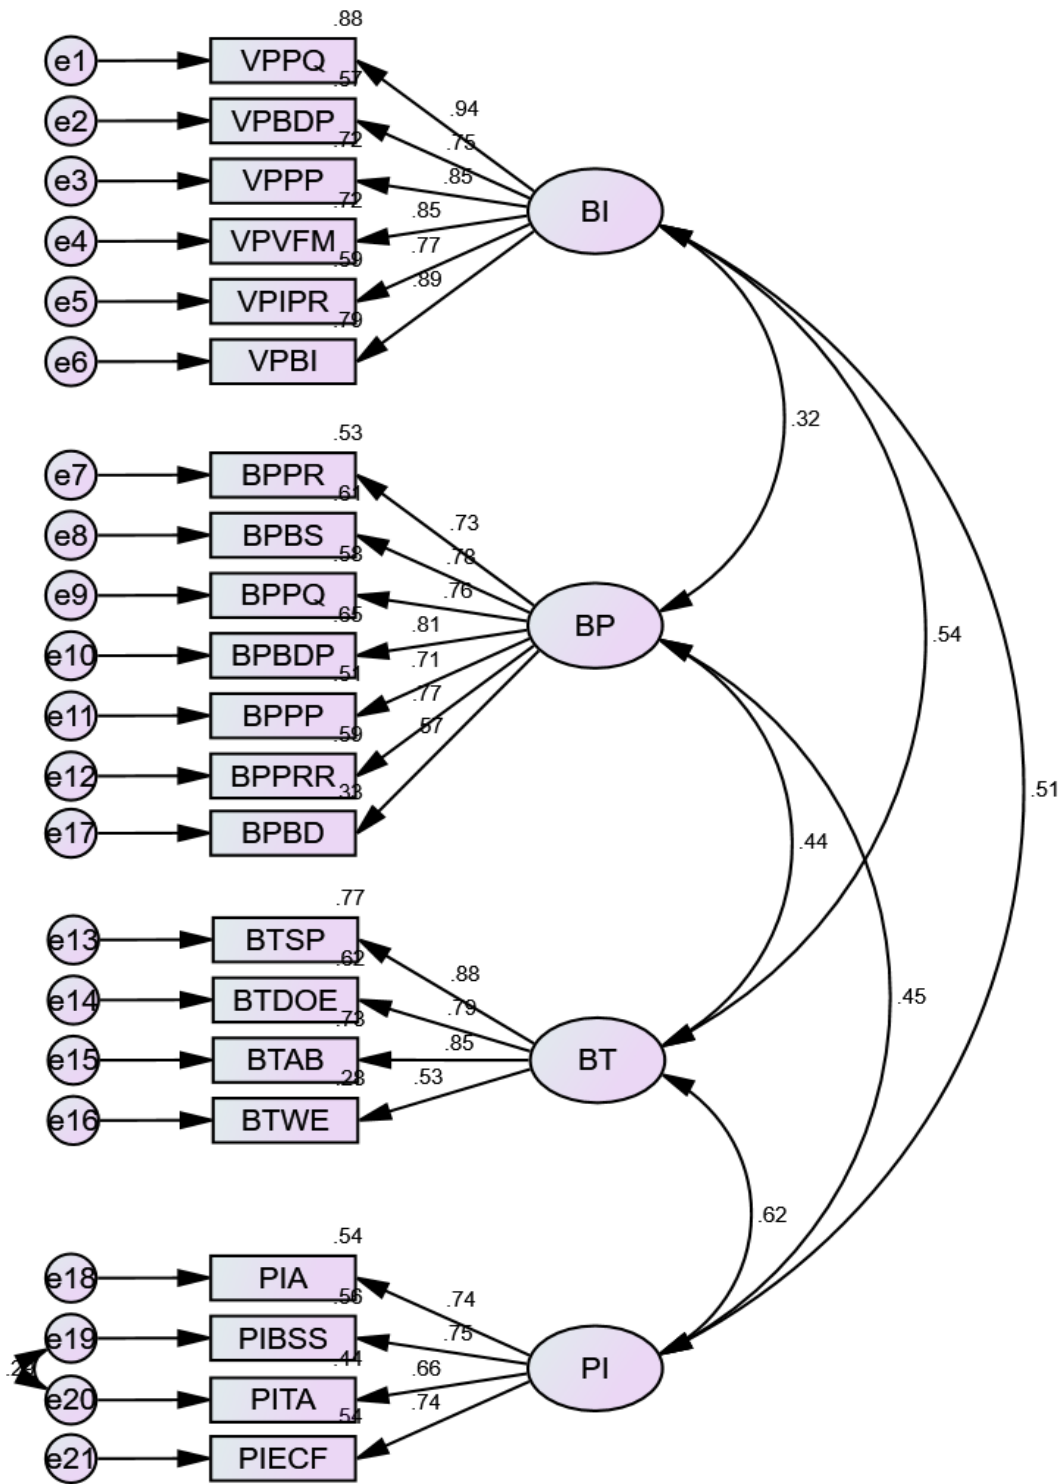 .88
e1 VPPQ
.57
.94
e2 VPBDP
.72
.75
e3 VPPP
.85
.72
BI
.85
e4 VPVFM
.77
.59
.89
e5 VPIPR
.79
e6 VPBI
.32
.53
e7 BPPR
.61
.73
e8 BPBS
.58
.78
e9 BPPQ
.76
.65
BP
.81
.54
e10 BPBDP
.71
.51
.77
e11 BPPP
.57
.59
e12 BPPRR
.33
.51
e17 BPBD
.44
.77
e13 BTSP
.62
.88
e14 BTDOE
.79
.45
.73
.85
e15 BTAB
BT
.28
.53
e16 BTWE
.62
.54
e18 PIA
.56
.74
e19 PIBSS
.75
.44
.66
PI
e20 PITA
.74
.54
e21 PIECF